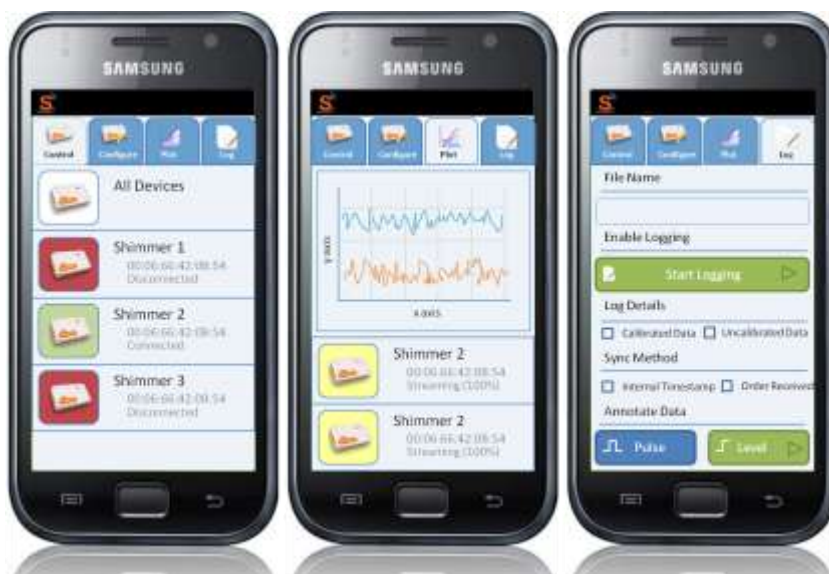 SAMSUNG
S
Control
Configure
Plot
Log
All Devices
Shimmer 1
00:06:66:42:08:54
Disconnected
Shimmer 2
00:06:66:42:08:54
Connected
Shimmer 3
00:06:66:42:08:54
Disconnected
SAMSUNG
S
Control
Configure
Plot
Log
Y AXIS
X AXIS
Shimmer 2
00:06:66:42:08:54
Streaming (100%)
Shimmer 2
00:06:66:42:08:54
Streaming (100%)
SAMSUNG
S
Control
Configure
Plot
Log
File Name
Enable Logging
Start Logging
Log Details
Calibrated Data
Uncalibrated Data
Sync Method
Internal Timestamp
Order Received
Annotate Data
Pulse
Level